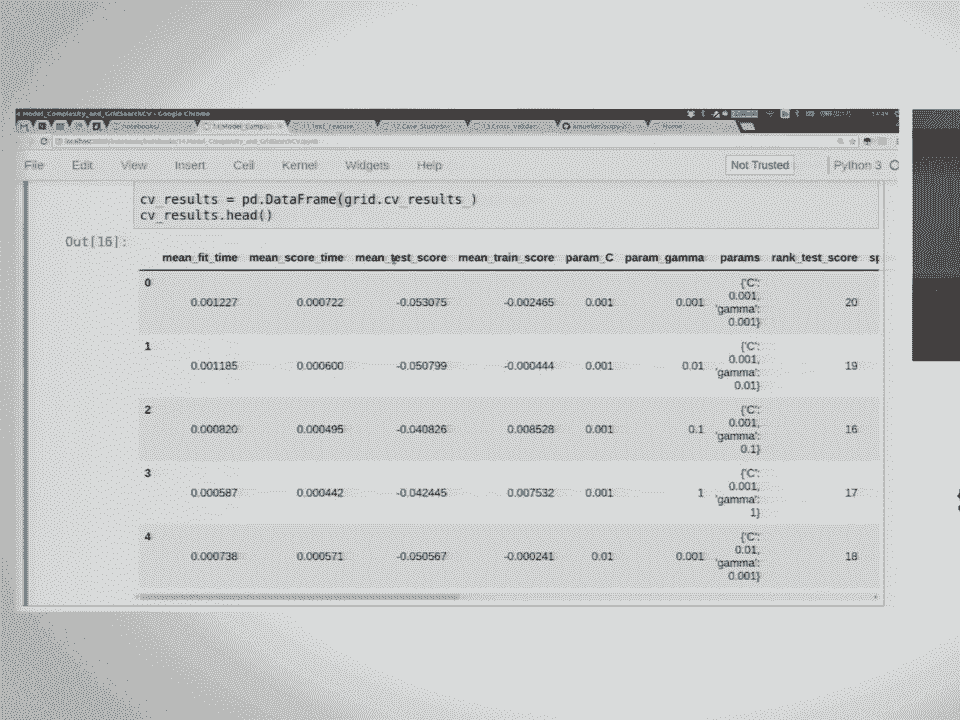 Model_Complexity_and_GridSearchCV - Google Chrome
File Edit View Insert Cell Kernel Widgets Help Not Trusted Python 3
cv_results = pd.DataFrame(grid.cv_results_)
cv_results.head()
Out[16]:
mean_fit_time mean_score_time mean_test_score mean_train_score param_C param_gamma params rank_test_score sp
0 0.001227 0.000722 -0.053075 -0.002465 0.001 0.001 {'C': 0.001, 'gamma': 0.001} 20
1 0.001185 0.000600 -0.050799 -0.000444 0.001 0.01 {'C': 0.001, 'gamma': 0.01} 19
2 0.000820 0.000495 -0.040826 0.008528 0.001 0.1 {'C': 0.001, 'gamma': 0.1} 16
3 0.000587 0.000442 -0.042445 0.007532 0.001 1 {'C': 0.001, 'gamma': 1} 17
4 0.000738 0.000571 -0.050567 -0.000241 0.01 0.001 {'C': 0.01, 'gamma': 0.001} 18